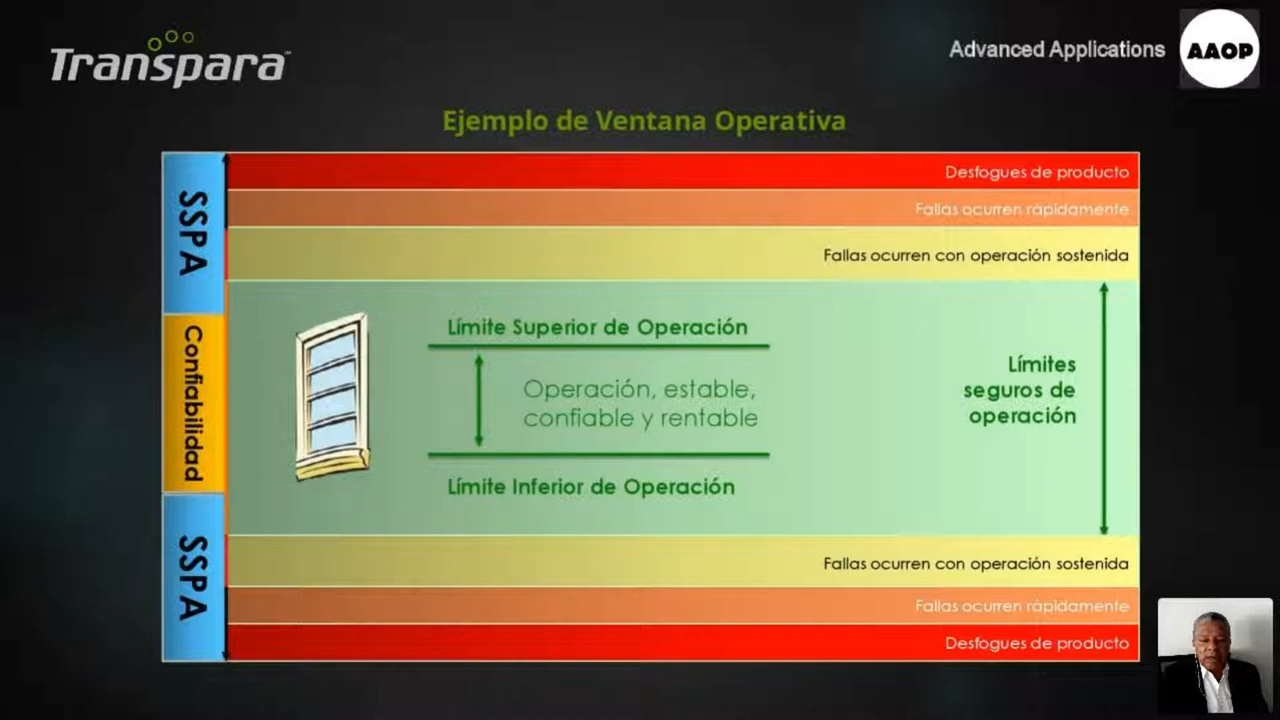 Transpara
Advanced Applications
AAOP
Ejemplo de Ventana Operativa
SSPA
Confiabilidad
SSPA
Desfogues de producto
Fallas ocurren rápidamente
Fallas ocurren con operación sostenida
Límite Superior de Operación
Operación, estable,
confiable y rentable
Límite Inferior de Operación
Límites
seguros de
operación
Fallas ocurren con operación sostenida
Fallas ocurren rápidamente
Desfogues de producto